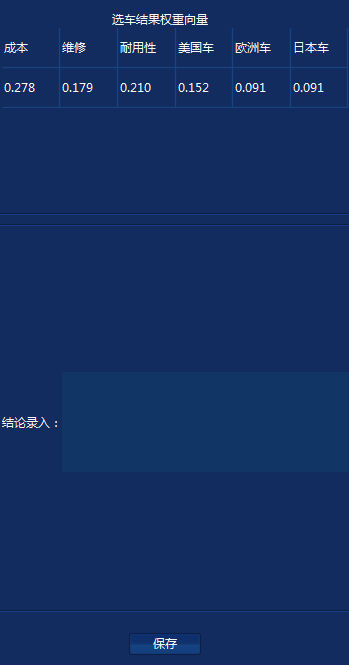 选车结果权重向量
成本 维修 耐用性 美国车 欧洲车 日本车
0.278 0.179 0.210 0.152 0.091 0.091
结论录入：
保存